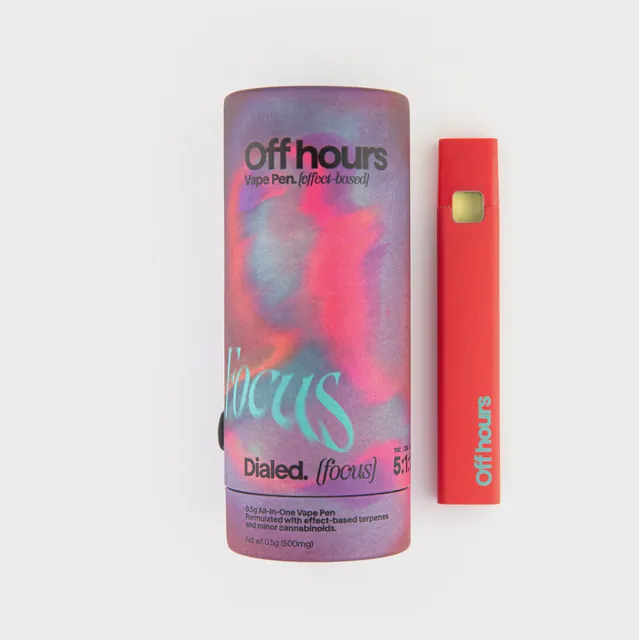 Off hours
Vape Pen. [effect-based]
Focus
Dialed. [focus]
5:1:
0.5g All-In-One Vape Pen
Formulated with effect-based terpenes
and minor cannabinoids.
net wt 0.5g (500mg)
Off hours